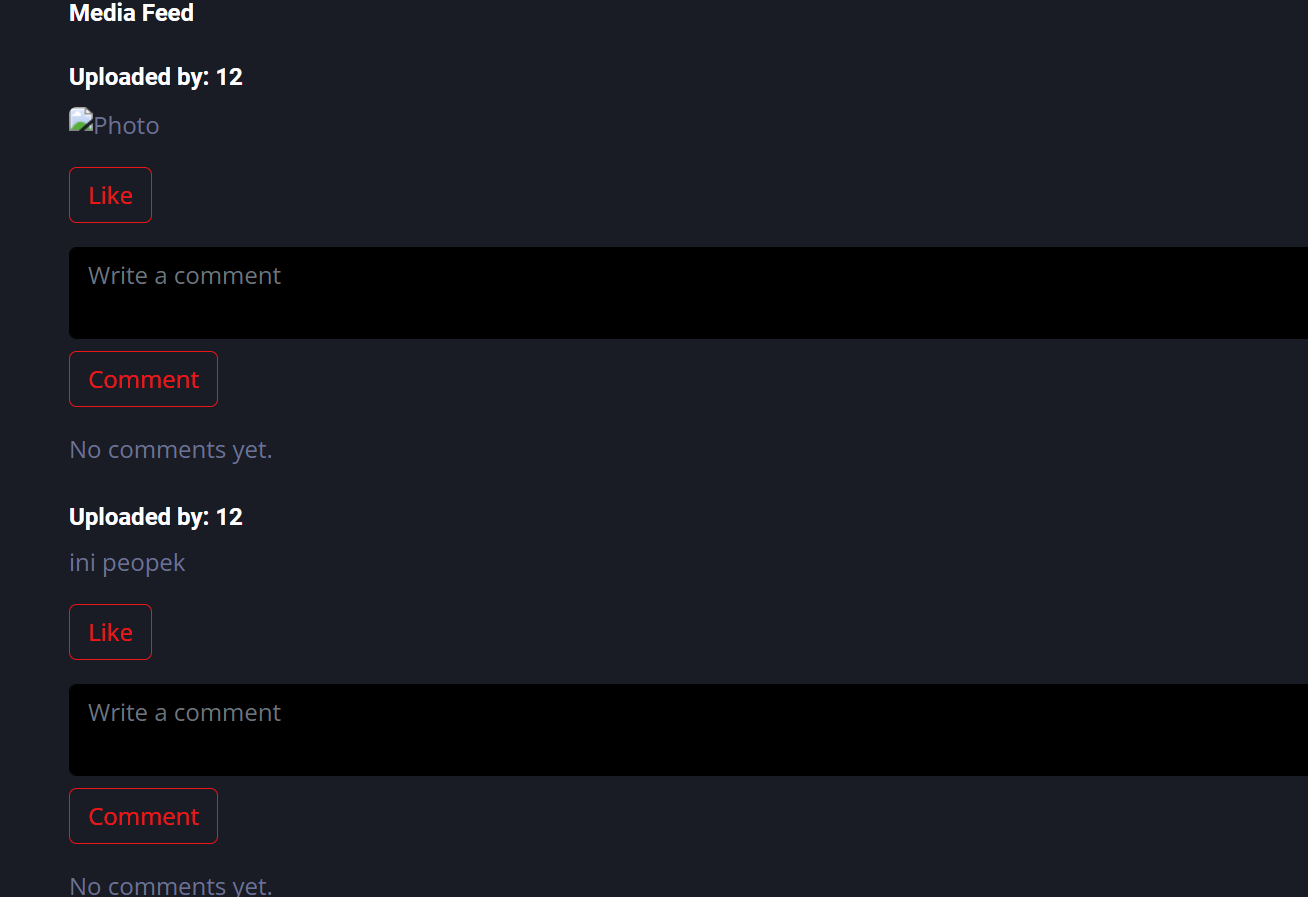 Media Feed
Uploaded by: 12
Photo
Like
Write a comment
Comment
No comments yet.
Uploaded by: 12
ini peopek
Like
Write a comment
Comment
No comments yet.